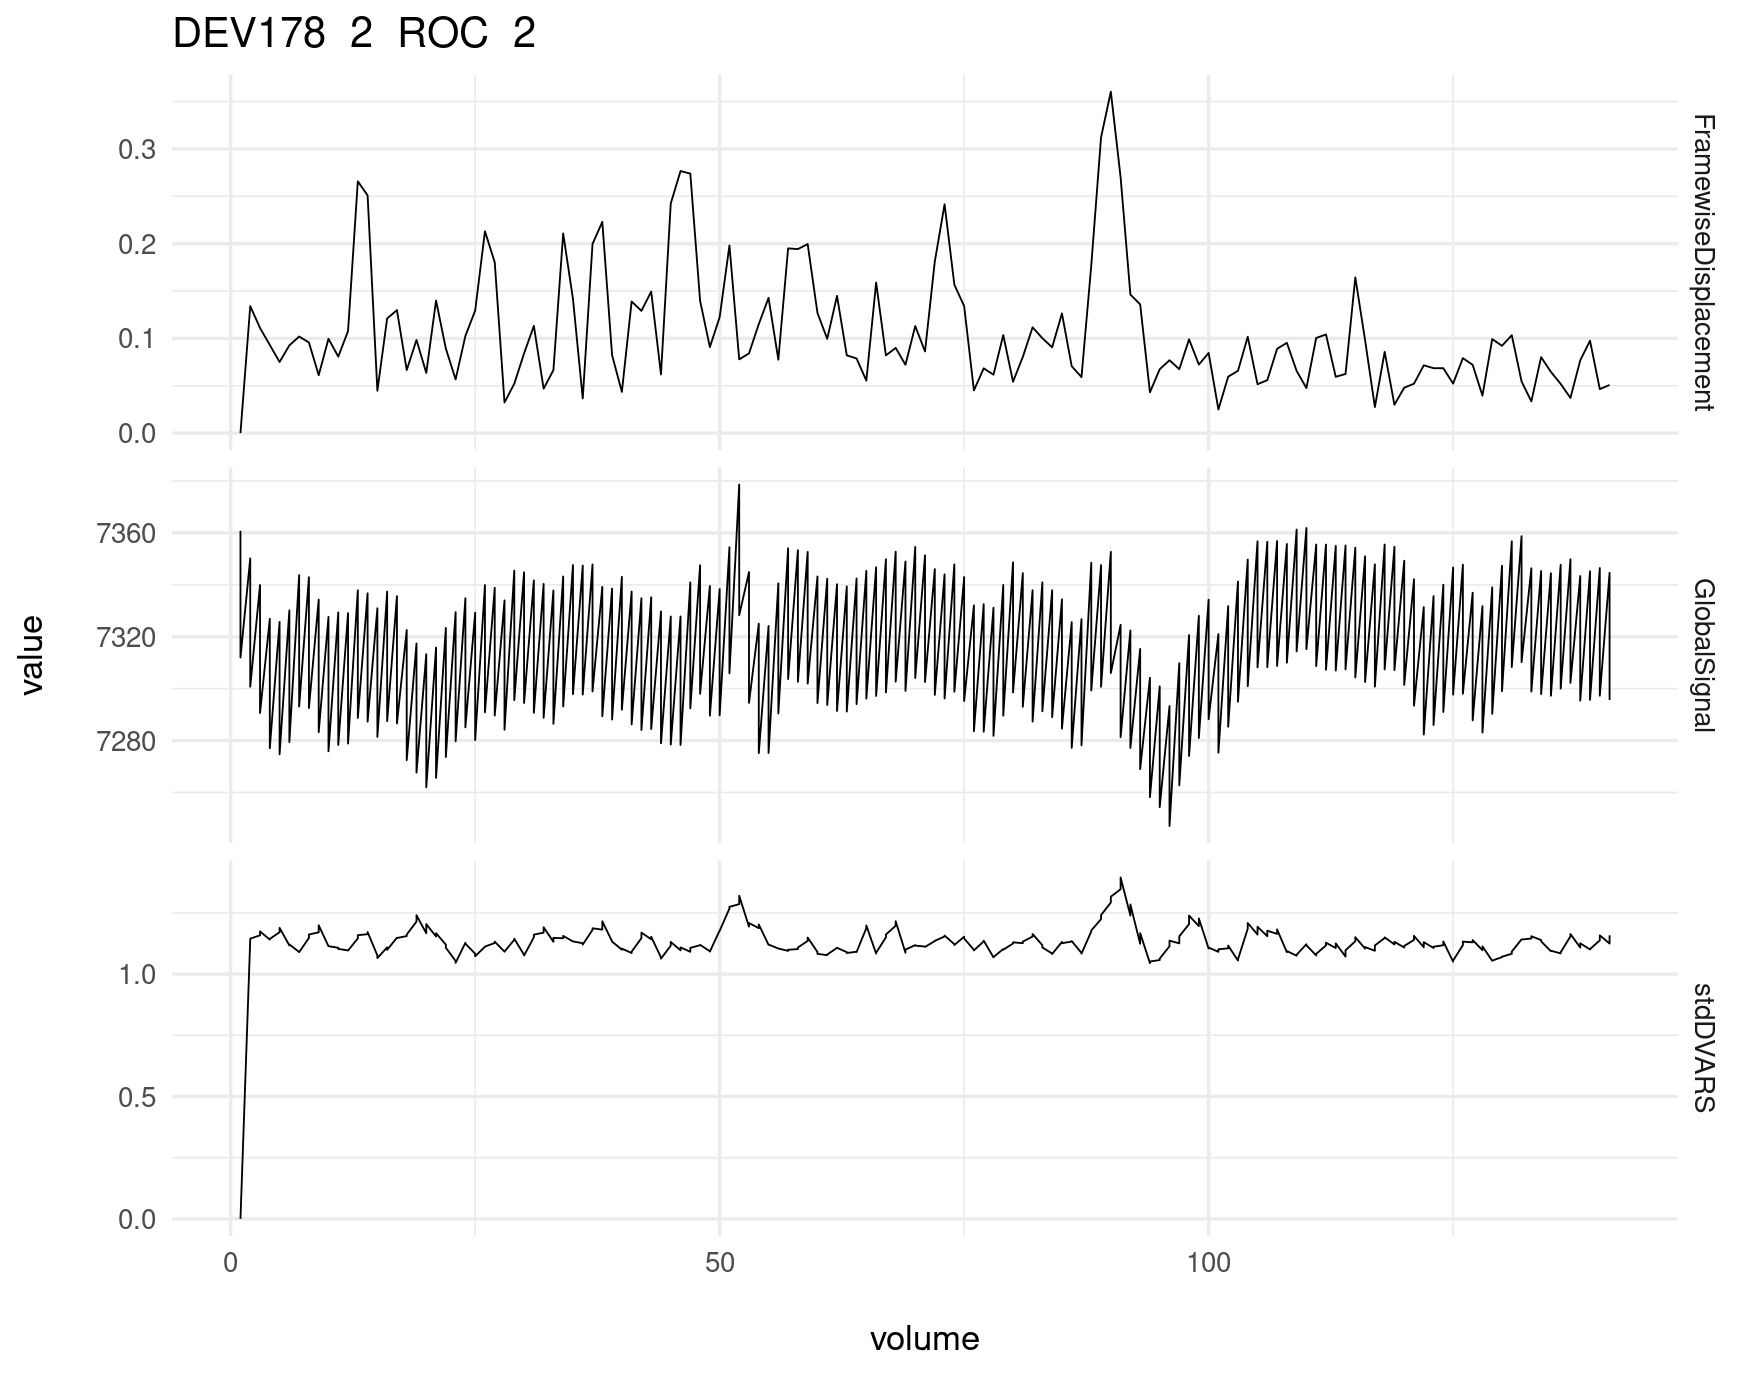 DEV178 2 ROC 2
0.3
0.2
0.1
0.0
FramewiseDisplacement
7360
7320
7280
GlobalSignal
value
1.0
0.5
0.0
stdDVARS
0 50 100
volume